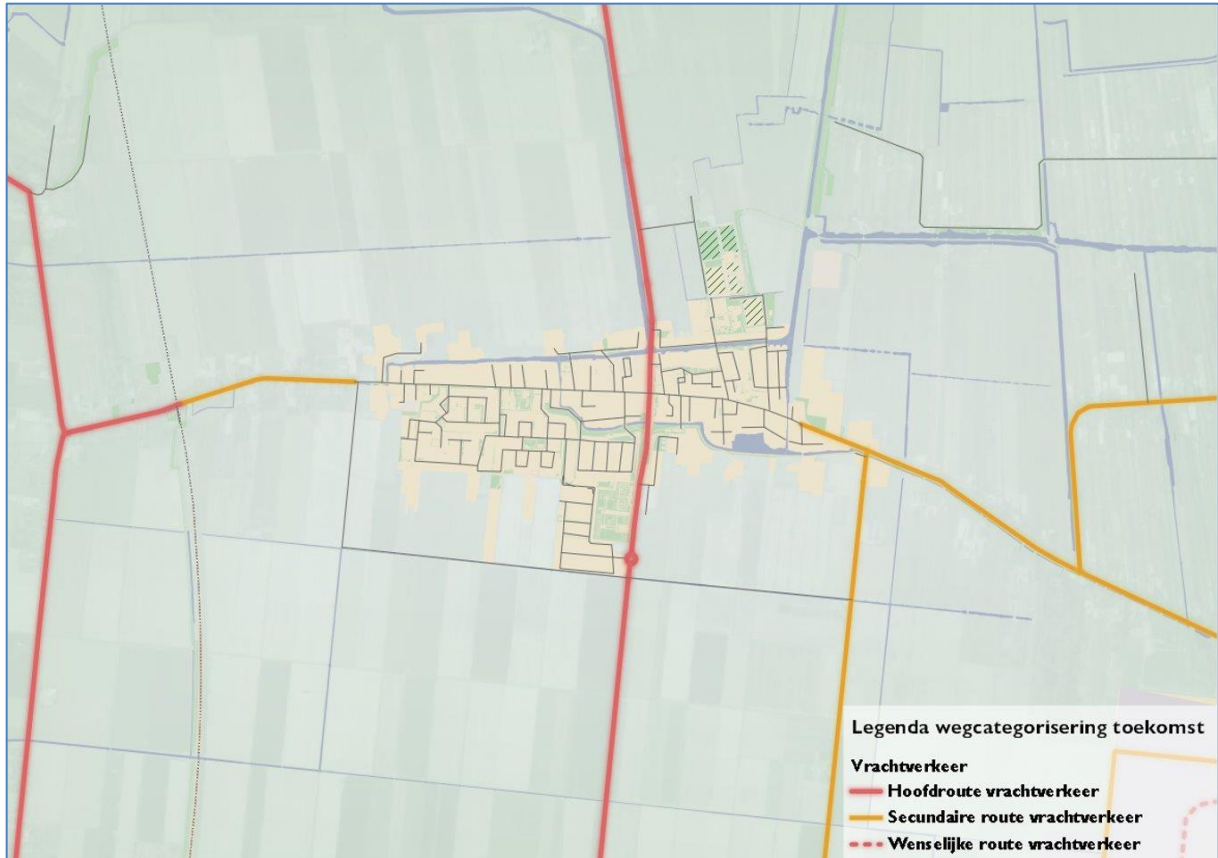 Legenda wegcategorisering toekomst
Vrachtverkeer
Hoofdroute vrachtverkeer
Secundaire route vrachtverkeer
Wenselijke route vrachtverkeer